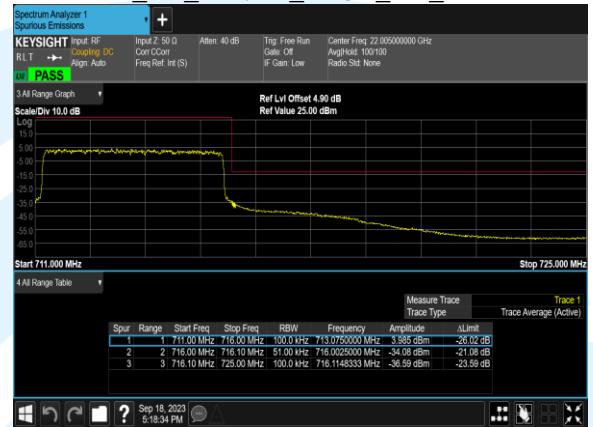 Spectrum Analyzer 1
Spurious Emissions
+
KEYSIGHT Input: RF Input Z: 50 Ω Atten: 40 dB Trig: Free Run Center Freq: 22.005000000 GHz
RLT Coupling: DC Corr CCorr Gate: Off Avg|Hold: 100/100
Align: Auto Freq Ref: Int (S) IF Gain: Low Radio Std: None
PASS
3 All Range Graph
Ref Lvl Offset 4.90 dB
Scale/Div 10.0 dB Ref Value 25.00 dBm
Log
15.0
5.00
-5.00
-15.0
-25.0
-35.0
-45.0
-55.0
-65.0
Start 711.000 MHz Stop 725.000 MHz
4 All Range Table
Measure Trace Trace 1
Trace Type Trace Average (Active)
Spur Range Start Freq Stop Freq RBW Frequency Amplitude ΔLimit
1 1 711.00 MHz 716.00 MHz 100.0 kHz 713.0750000 MHz 3.985 dBm -26.02 dB
2 2 716.00 MHz 716.10 MHz 51.00 kHz 716.0025000 MHz -34.08 dBm -21.08 dB
3 3 716.10 MHz 725.00 MHz 100.0 kHz 716.1148333 MHz -36.59 dBm -23.59 dB
?
Sep 18, 2023
5:18:34 PM